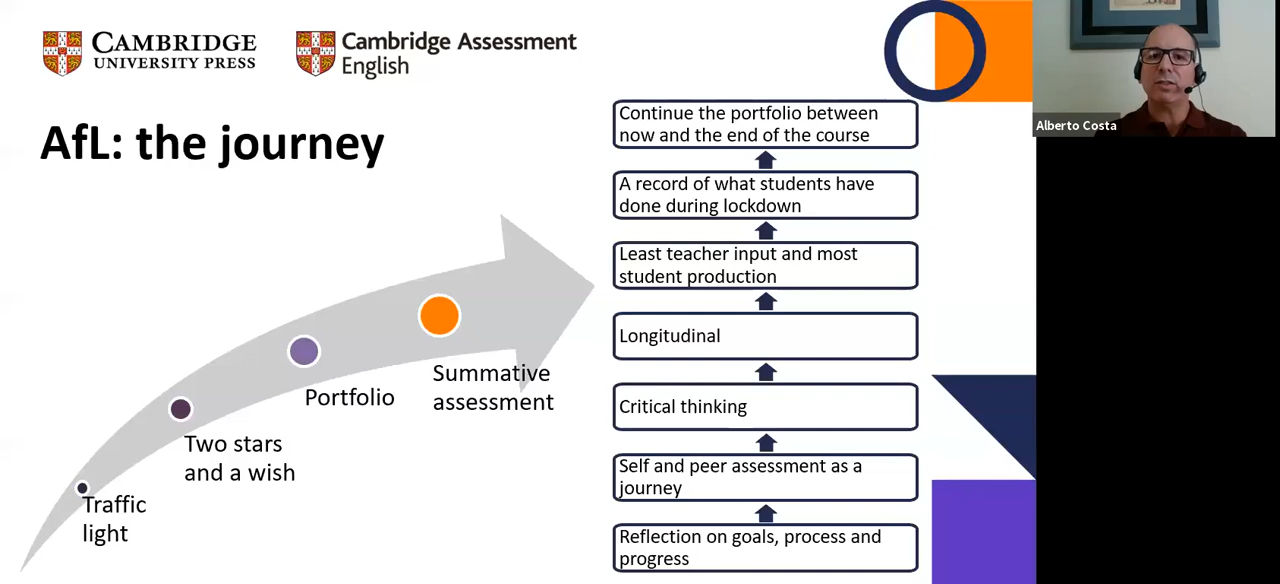 CAMBRIDGE
UNIVERSITY PRESS
Cambridge Assessment
English
Alberto Costa
AfL: the journey
Traffic
light
Two stars
and a wish
Portfolio
Summative
assessment
Continue the portfolio between
now and the end of the course
A record of what students have
done during lockdown
Least teacher input and most
student production
Longitudinal
Critical thinking
Self and peer assessment as a
journey
Reflection on goals, process and
progress